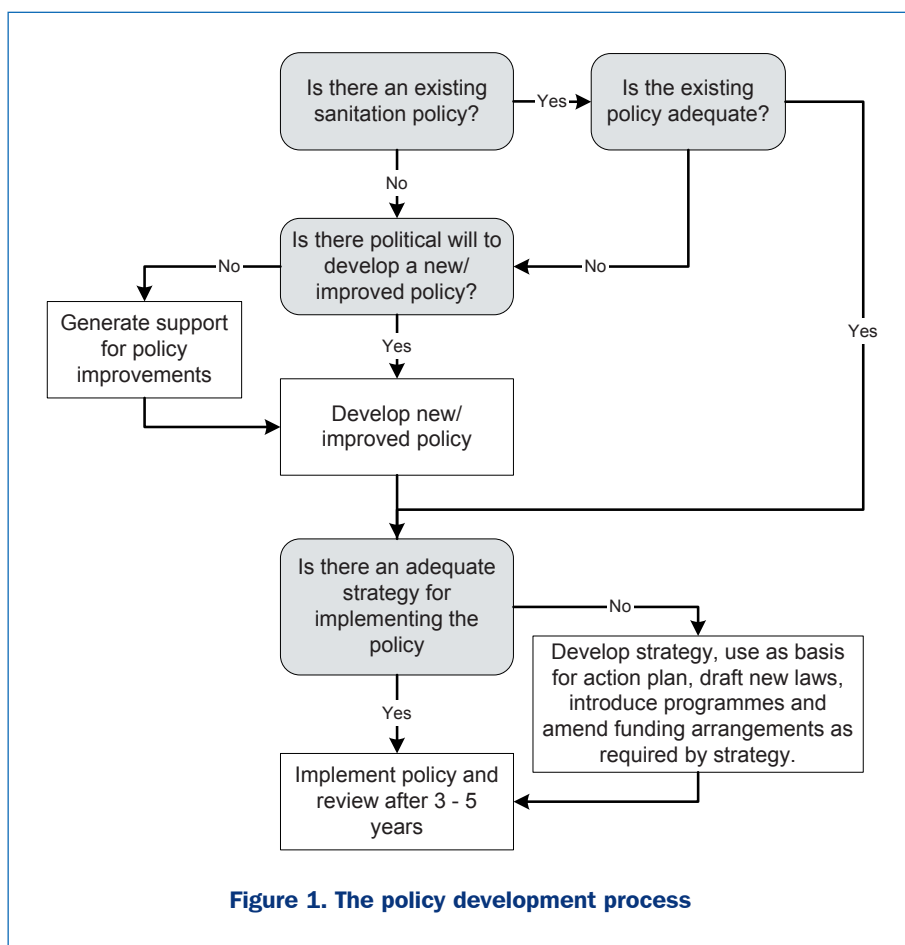 Is there an existing
sanitation policy?
Yes
Is the existing
policy adequate?
No
Is there political will to
develop a new/
improved policy?
No
No
Yes
Generate support
for policy
improvements
Yes
Develop new/
improved policy
Is there an adequate
strategy for
implementing the
policy
No
Develop strategy, use as basis
for action plan, draft new laws,
introduce programmes and
amend funding arrangements as
required by strategy.
Yes
Implement policy and
review after 3 - 5
years
Figure 1. The policy development process